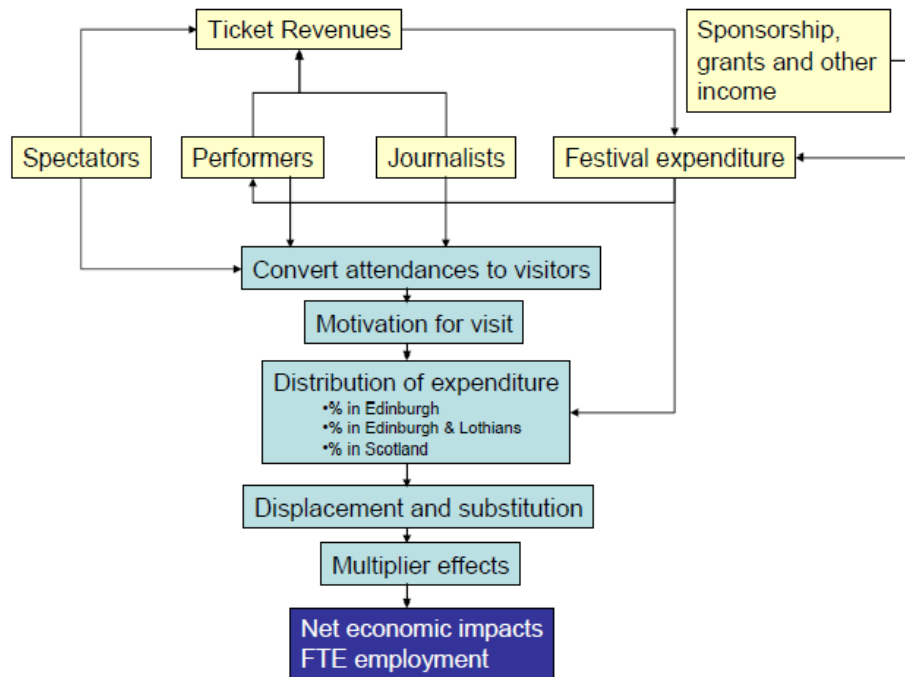 Ticket Revenues
Sponsorship,
grants and other
income
Spectators
Performers
Journalists
Festival expenditure
Convert attendances to visitors
Motivation for visit
Distribution of expenditure
•% in Edinburgh
•% in Edinburgh & Lothians
•% in Scotland
Displacement and substitution
Multiplier effects
Net economic impacts
FTE employment